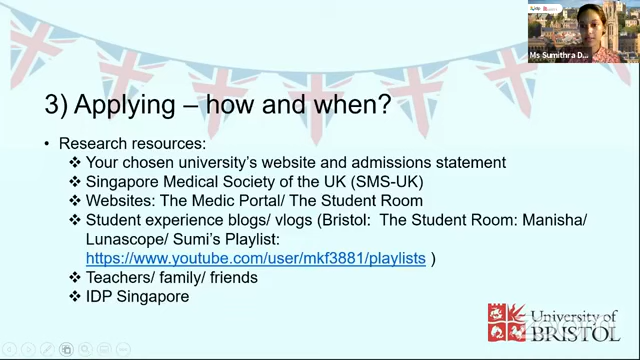 Ms Sumithra D...
3) Applying – how and when?
• Research resources:
❖ Your chosen university's website and admissions statement
❖ Singapore Medical Society of the UK (SMS-UK)
❖ Websites: The Medic Portal/ The Student Room
❖ Student experience blogs/ vlogs (Bristol: The Student Room: Manisha/
Lunascope/ Sumi's Playlist:
https://www.youtube.com/user/mkf3881/playlists )
❖ Teachers/ family/ friends
❖ IDP Singapore
University of
BRISTOL